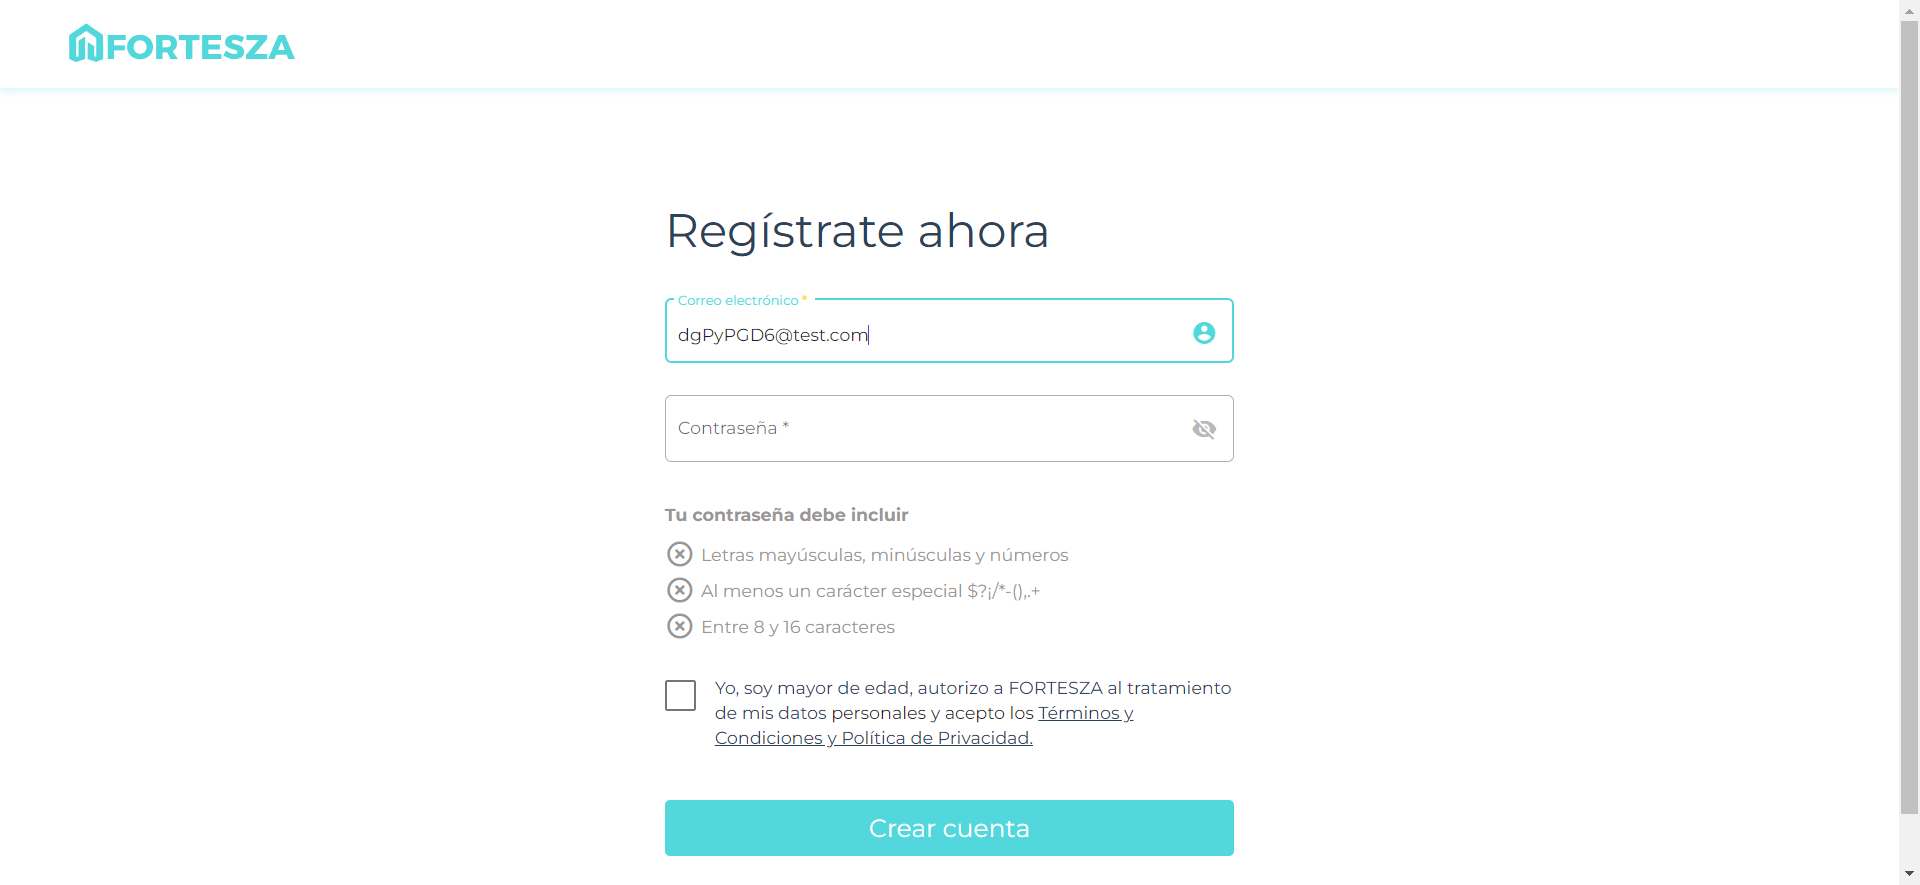 FORTESZA
Regístrate ahora
Correo electrónico *
dgPyPGD6@test.com
Contraseña *
Tu contraseña debe incluir
Letras mayúsculas, minúsculas y números
Al menos un carácter especial $?¡/*-(),.+
Entre 8 y 16 caracteres
Yo, soy mayor de edad, autorizo a FORTESZA al tratamiento
de mis datos personales y acepto los Términos y
Condiciones y Política de Privacidad.
Crear cuenta